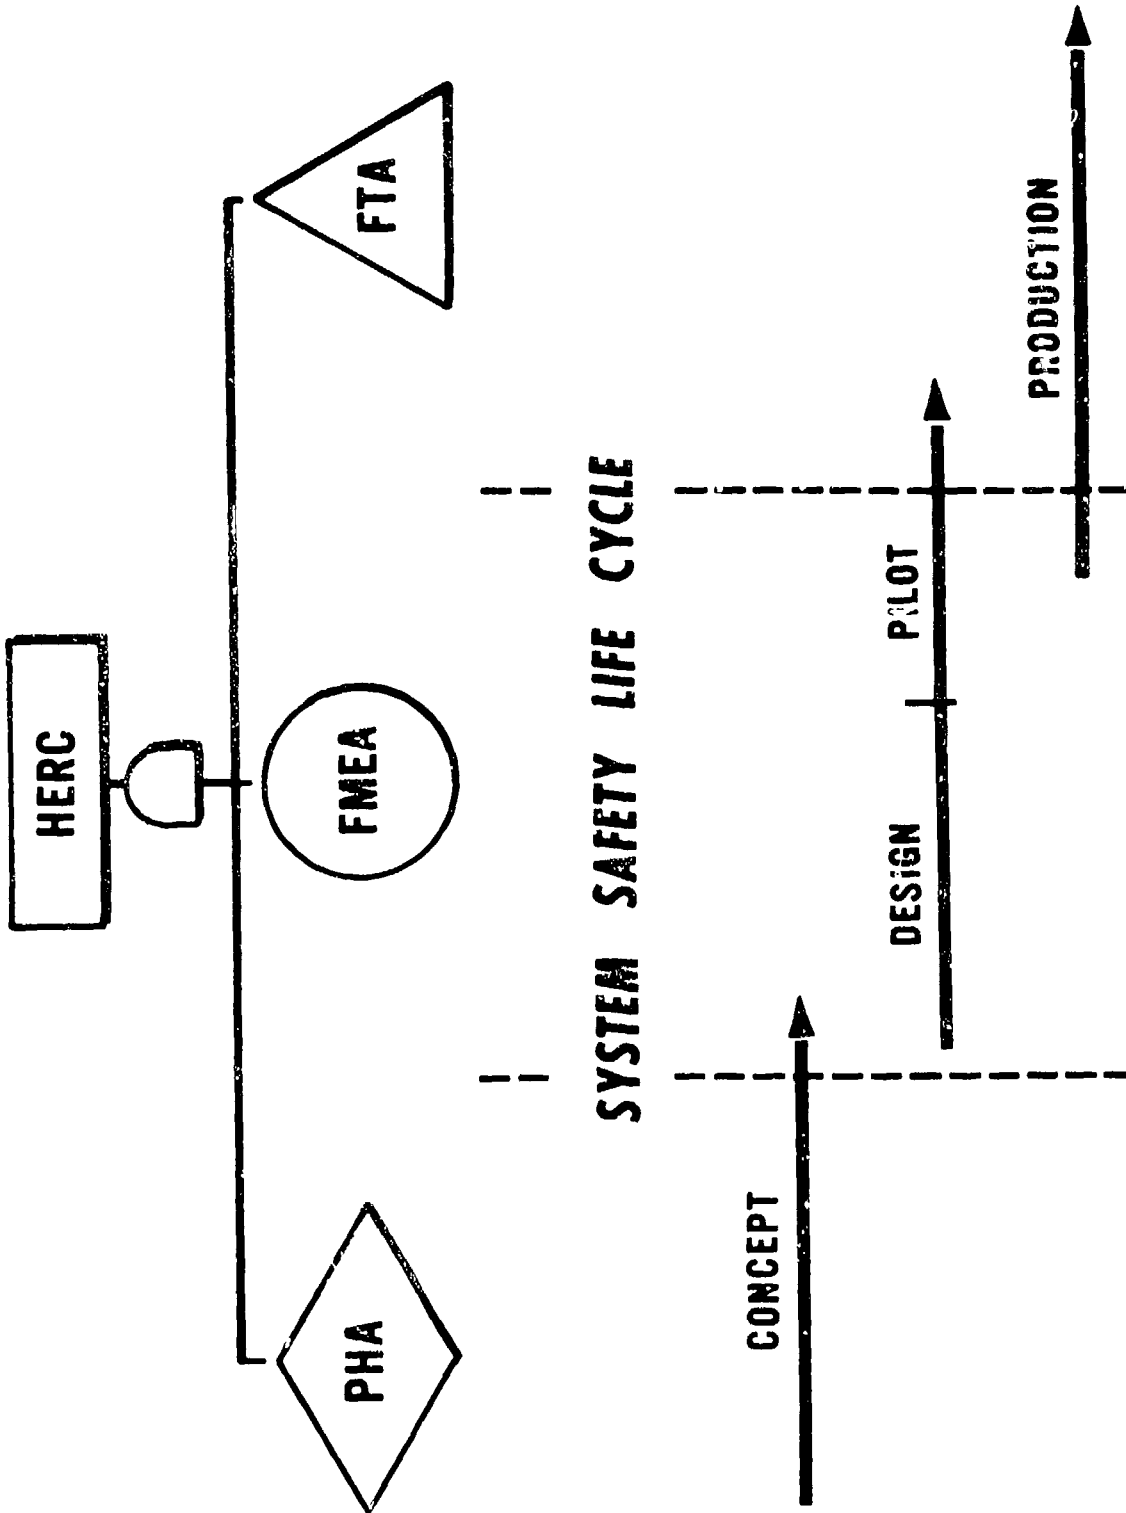 HERC
PHA
FMEA
FTA
SYSTEM SAFETY LIFE CYCLE
CONCEPT
DESIGN
PILOT
PRODUCTION